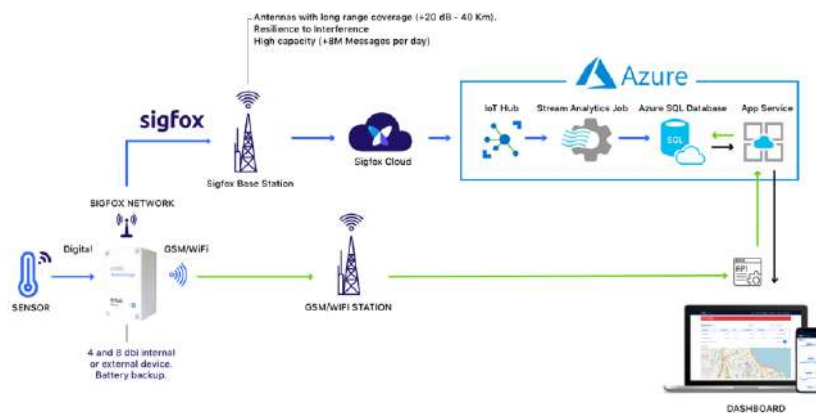 Antennas with long range coverage (+20 dB - 40 Km).
Resilience to Interference
High capacity (+8M Messages per day)
Azure
sigfox
IoT Hub
Stream Analytics Job
Azure SQL Database
App Service
SQL
Sigfox Base Station
Sigfox Cloud
SIGFOX NETWORK
Digital
GSM/WiFi
API
SENSOR
GSM/WIFI STATION
4 and 8 dbi internal
or external device.
Battery backup.
DASHBOARD